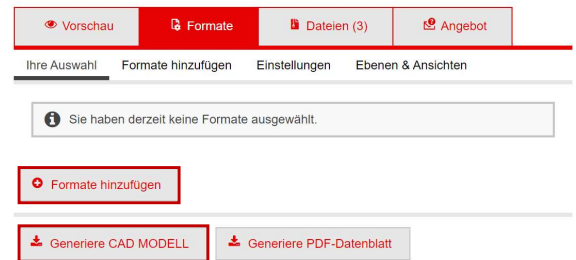 Vorschau Formate Dateien (3) Angebot
Ihre Auswahl Formate hinzufügen Einstellungen Ebenen & Ansichten
Sie haben derzeit keine Formate ausgewählt.
Formate hinzufügen
Generiere CAD MODELL Generiere PDF-Datenblatt